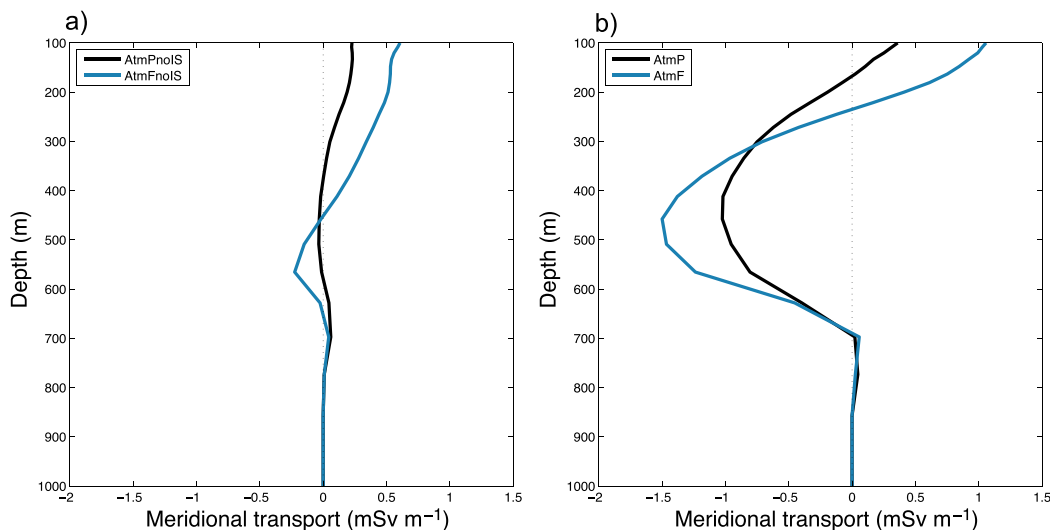 a)
AtmPnoIS
AtmFnoIS
100
200
300
400
500
600
700
800
900
1000
Depth (m)
−2 −1.5 −1 −0.5 0 0.5 1 1.5
Meridional transport (mSv m⁻¹)
b)
AtmP
AtmF
100
200
300
400
500
600
700
800
900
1000
Depth (m)
−2 −1.5 −1 −0.5 0 0.5 1 1.5
Meridional transport (mSv m⁻¹)